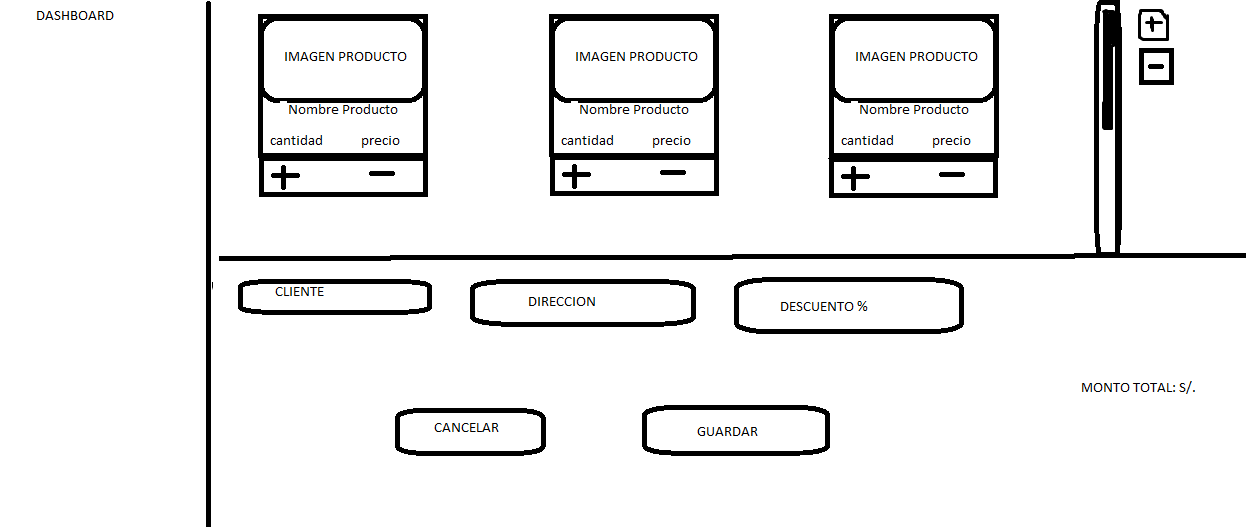 DASHBOARD
IMAGEN PRODUCTO
Nombre Producto
cantidad precio
+ −
IMAGEN PRODUCTO
Nombre Producto
cantidad precio
+ −
IMAGEN PRODUCTO
Nombre Producto
cantidad precio
+ −
+
−
CLIENTE
DIRECCION
DESCUENTO %
MONTO TOTAL: S/.
CANCELAR
GUARDAR